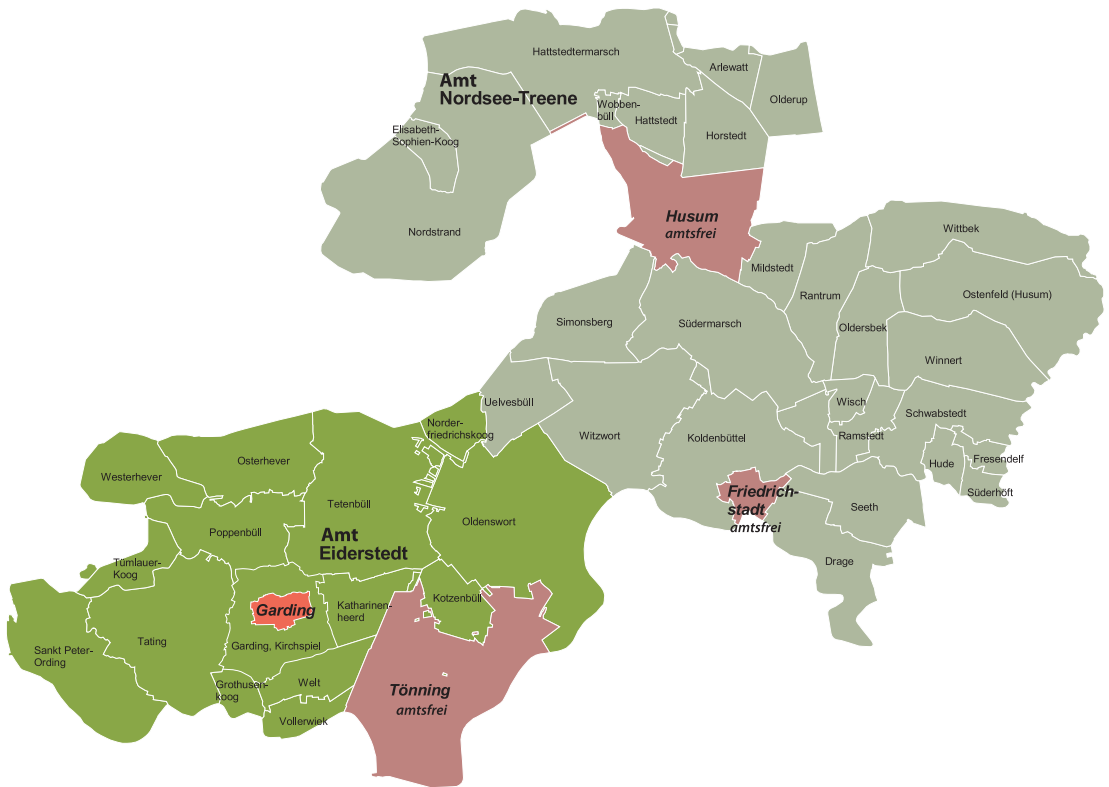 Hattstedtermarsch
Arlewatt
Amt
Nordsee-Treene
Olderup
Wobben-
büll
Hattstedt
Horstedt
Elisabeth-
Sophien-Koog
Husum
amtsfrei
Nordstrand
Wittbek
Mildstedt
Rantrum
Ostenfeld (Husum)
Simonsberg
Südermarsch
Oldersbek
Winnert
Uelvesbüll
Wisch
Schwabstedt
Norder-
friedrichskoog
Witzwort
Koldenbüttel
Ramstedt
Osterhever
Westerhever
Hude
Fresendelf
Süderhöft
Friedrich-
stadt
amtsfrei
Tetenbüll
Oldenswort
Seeth
Poppenbüll
Amt
Eiderstedt
Tümlauer-
Koog
Drage
Garding
Katharinen-
heerd
Kotzenbüll
Tating
Garding, Kirchspiel
Sankt Peter-
Ording
Grothusen-
koog
Welt
Tönning
amtsfrei
Vollerwiek